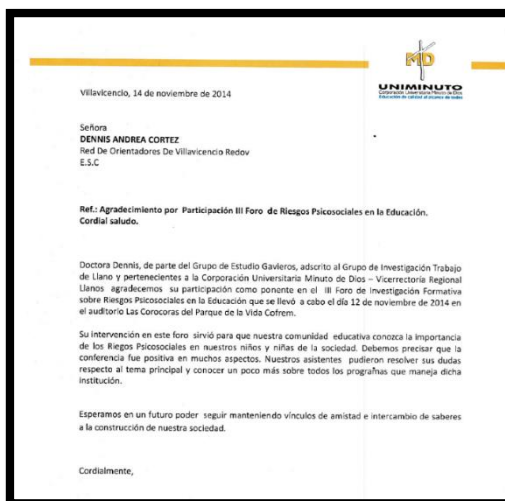 MD
UNIMINUTO
Corporación Universitaria Minuto de Dios
Educación de calidad al alcance de todos
Villavicencio, 14 de noviembre de 2014
Señora
DENNIS ANDREA CORTEZ
Red De Orientadores De Villavicencio Redov
E.S.C
Ref.: Agradecimiento por Participación III Foro de Riesgos Psicosociales en la Educación.
Cordial saludo.
Doctora Dennis, de parte del Grupo de Estudio Gavieros, adscrito al Grupo de Investigación Trabajo
de Llano y pertenecientes a la Corporación Universitaria Minuto de Dios – Vicerrectoría Regional
Llanos agradecemos su participación como ponente en el III Foro de Investigación Formativa
sobre Riesgos Psicosociales en la Educación que se llevó a cabo el día 12 de noviembre de 2014 en
el auditorio Las Corocoras del Parque de la Vida Cofrem.
Su intervención en este foro sirvió para que nuestra comunidad educativa conozca la importancia
de los Riegos Psicosociales en nuestros niños y niñas de la sociedad. Debemos precisar que la
conferencia fue positiva en muchos aspectos. Nuestros asistentes pudieron resolver sus dudas
respecto al tema principal y conocer un poco más sobre todos los programas que maneja dicha
institución.
Esperamos en un futuro poder seguir manteniendo vínculos de amistad e intercambio de saberes
a la construcción de nuestra sociedad.
Cordialmente,